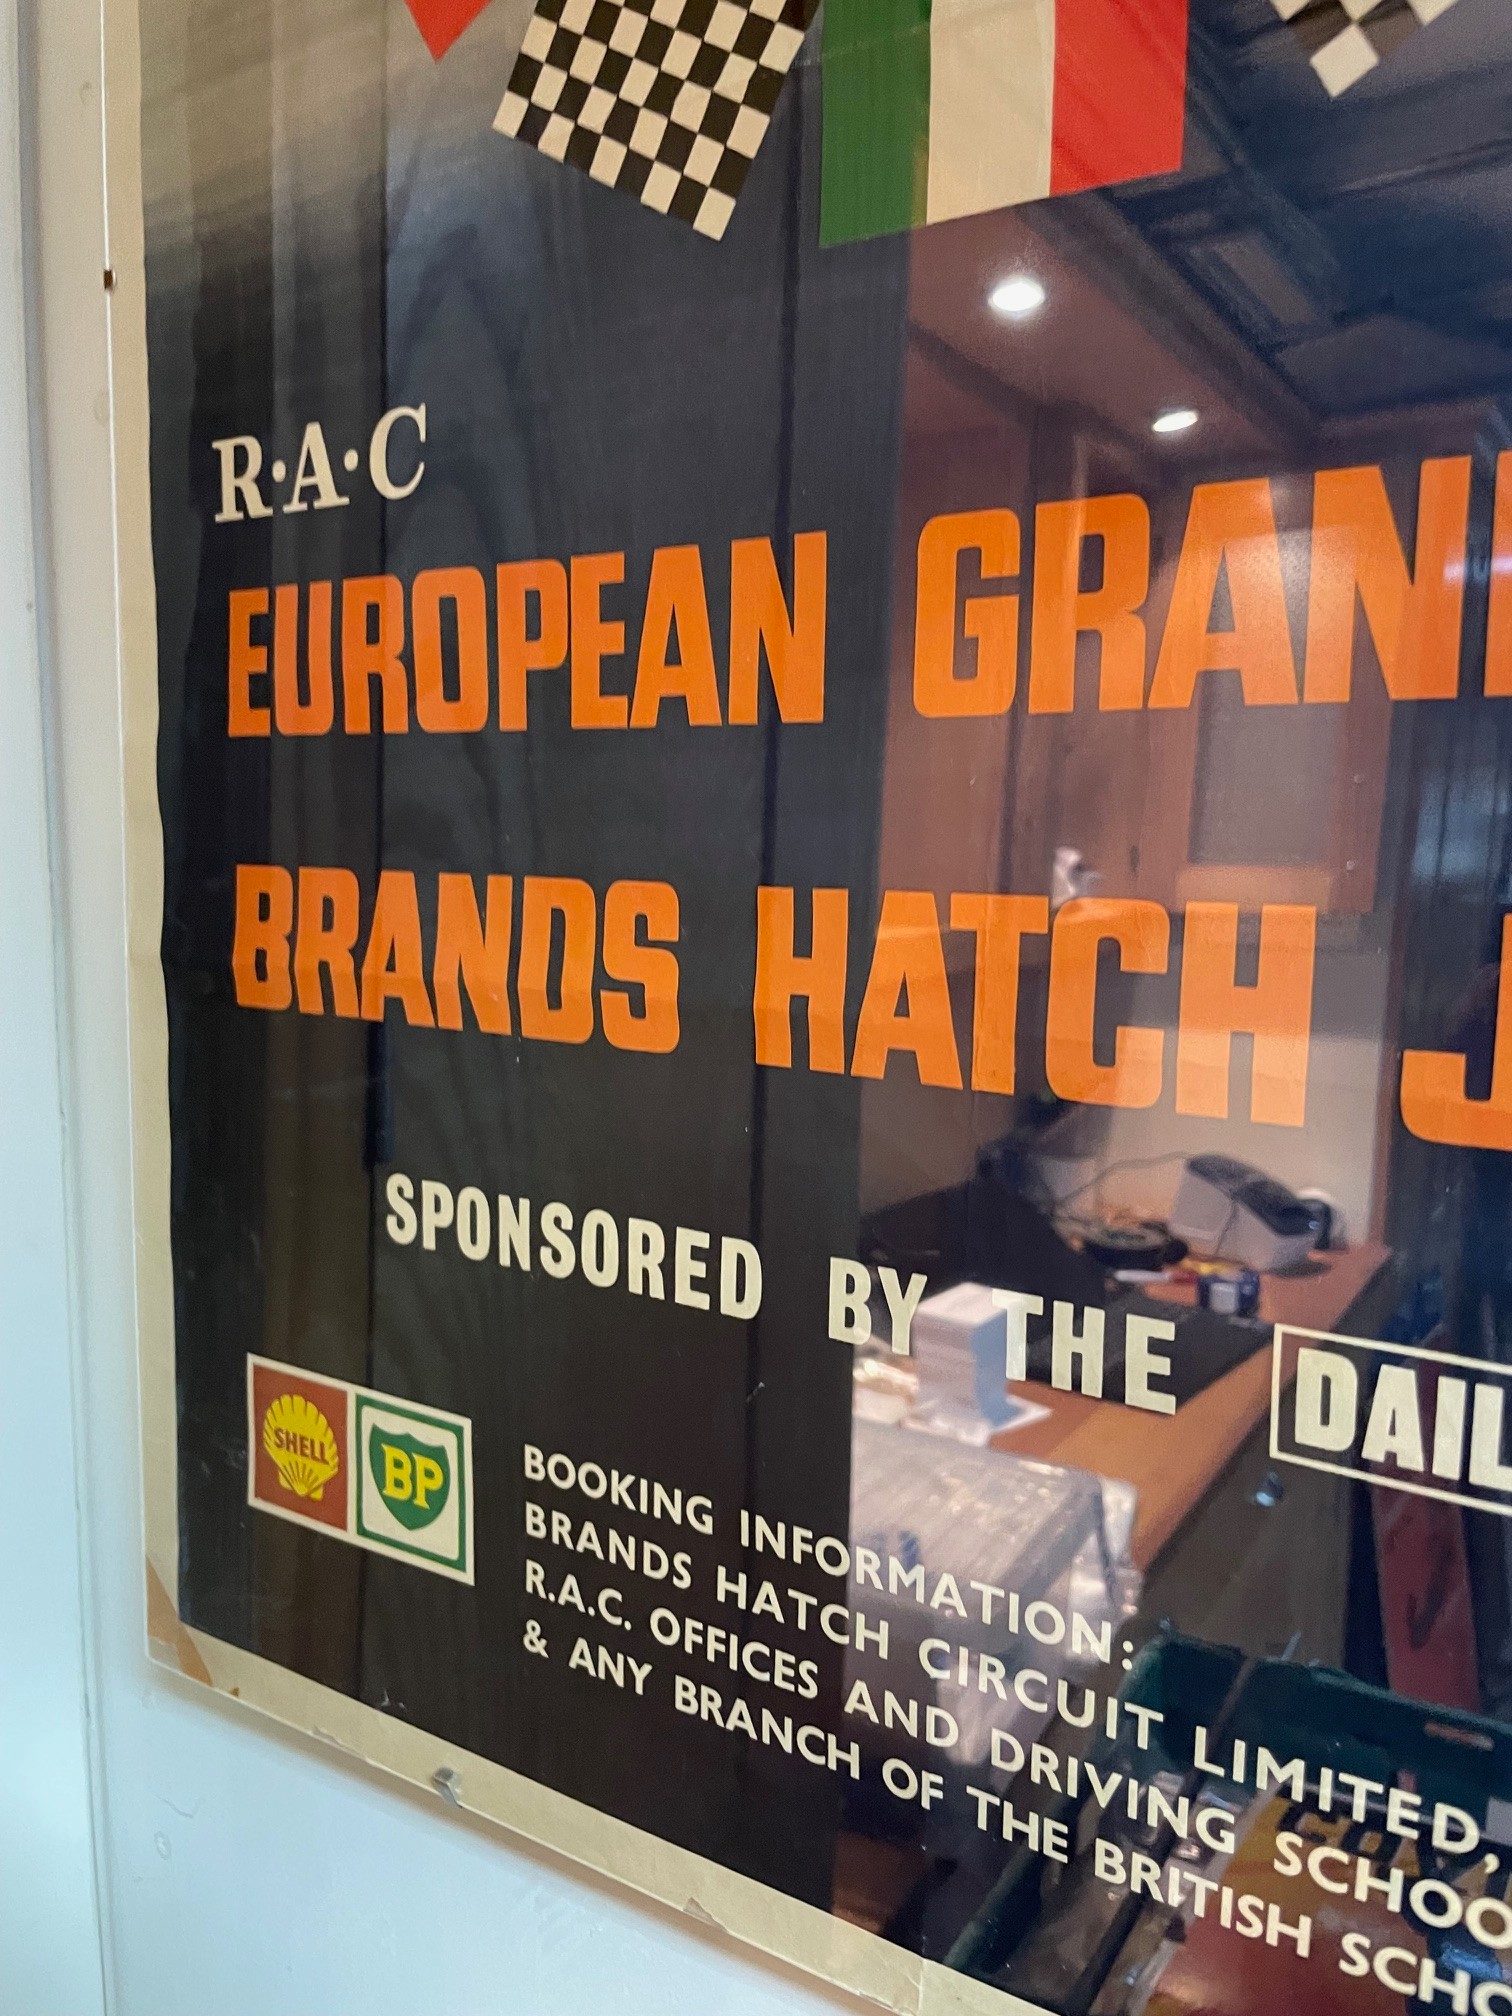 R·A·C
EUROPEAN GRAN
BRANDS HATCH J
SPONSORED BY THE DAIL
SHELL
BP
BOOKING INFORMATION:
BRANDS HATCH CIRCUIT LIMITED,
R.A.C. OFFICES AND DRIVING SCHOO
& ANY BRANCH OF THE BRITISH SCHO